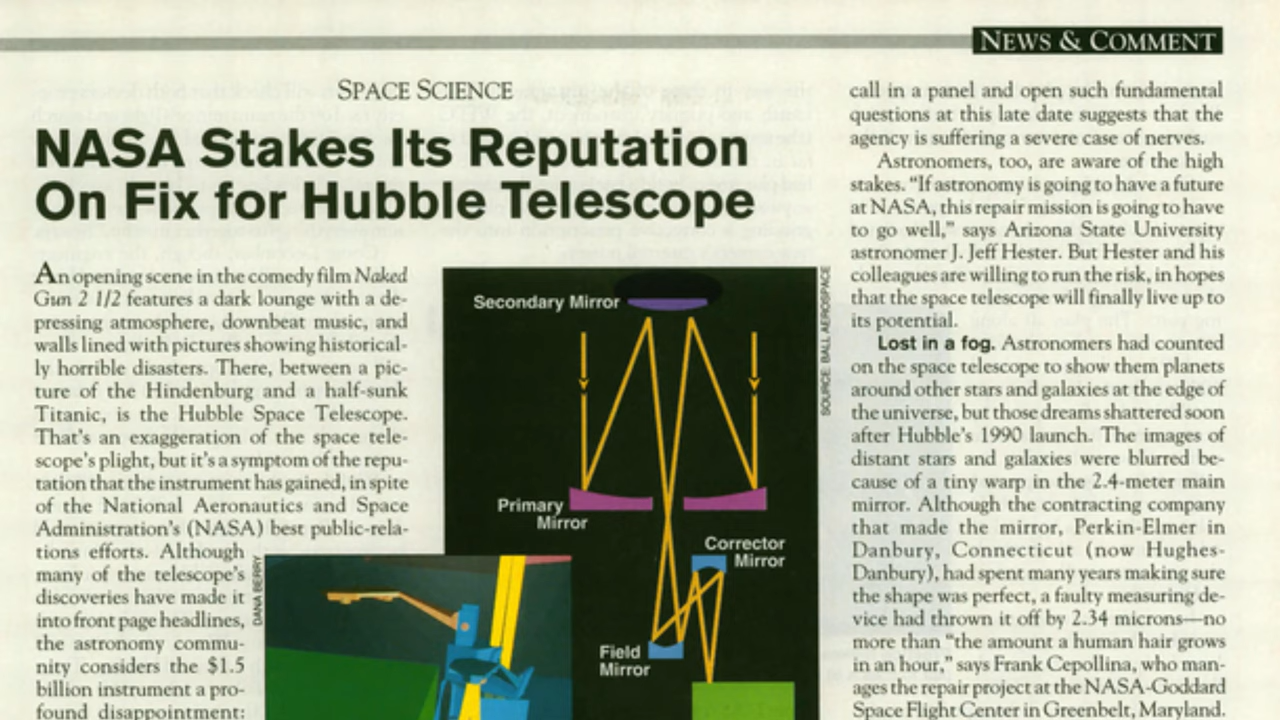 NEWS & COMMENT
SPACE SCIENCE
NASA Stakes Its Reputation
On Fix for Hubble Telescope
An opening scene in the comedy film Naked
Gun 2 1/2 features a dark lounge with a de-
pressing atmosphere, downbeat music, and
walls lined with pictures showing historical-
ly horrible disasters. There, between a pic-
ture of the Hindenburg and a half-sunk
Titanic, is the Hubble Space Telescope.
That's an exaggeration of the space tele-
scope's plight, but it's a symptom of the repu-
tation that the instrument has gained, in spite
of the National Aeronautics and Space
Administration's (NASA) best public-rela-
tions efforts. Although
many of the telescope's
discoveries have made it
into front page headlines,
the astronomy commu-
nity considers the $1.5
billion instrument a pro-
found disappointment:
DANA BERRY
Secondary Mirror
Primary
Mirror
Corrector
Mirror
Field
Mirror
SOURCE: BALL AEROSPACE
call in a panel and open such fundamental
questions at this late date suggests that the
agency is suffering a severe case of nerves.
Astronomers, too, are aware of the high
stakes. “If astronomy is going to have a future
at NASA, this repair mission is going to have
to go well,” says Arizona State University
astronomer J. Jeff Hester. But Hester and his
colleagues are willing to run the risk, in hopes
that the space telescope will finally live up to
its potential.
Lost in a fog. Astronomers had counted
on the space telescope to show them planets
around other stars and galaxies at the edge of
the universe, but those dreams shattered soon
after Hubble's 1990 launch. The images of
distant stars and galaxies were blurred be-
cause of a tiny warp in the 2.4-meter main
mirror. Although the contracting company
that made the mirror, Perkin-Elmer in
Danbury, Connecticut (now Hughes-
Danbury), had spent many years making sure
the shape was perfect, a faulty measuring de-
vice had thrown it off by 2.34 microns—no
more than “the amount a human hair grows
in an hour,” says Frank Cepollina, who man-
ages the repair project at the NASA-Goddard
Space Flight Center in Greenbelt, Maryland.